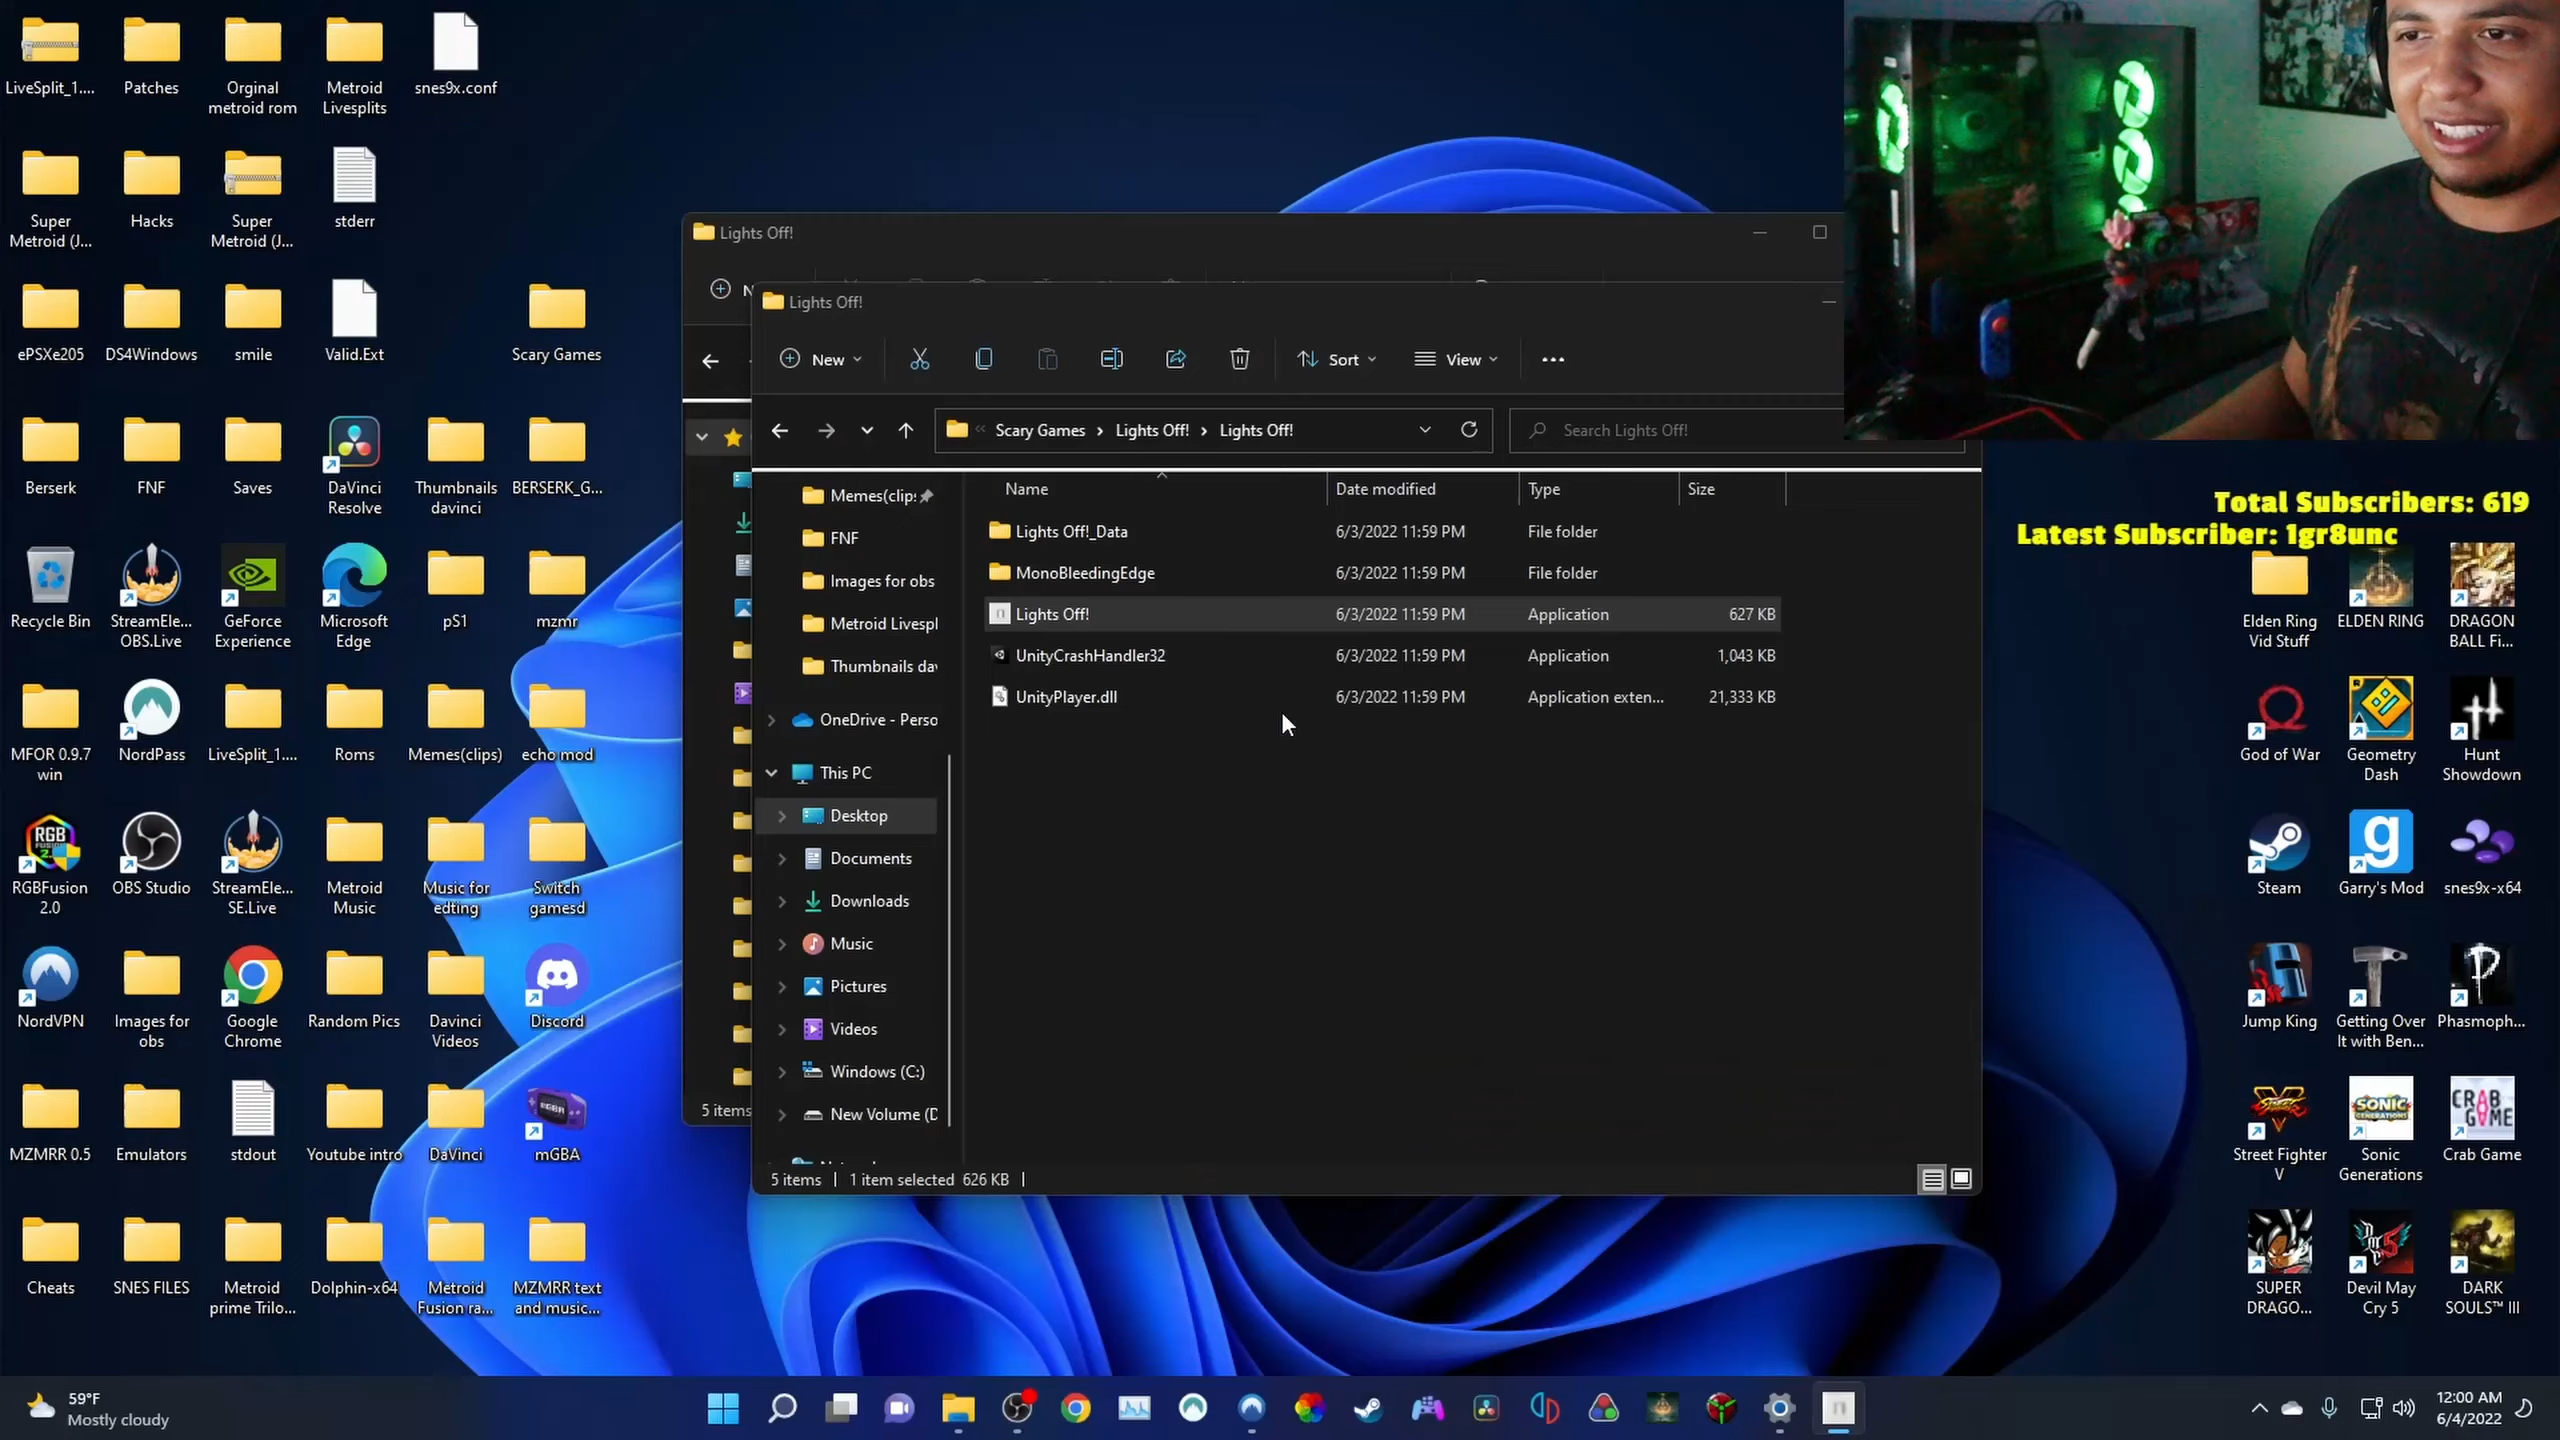 LiveSplit_1....
Patches
Orginal
metroid rom
Metroid
Livesplits
snes9x.conf
Super
Metroid (J...
Hacks
Super
Metroid (J...
stderr
ePSXe205
DS4Windows
smile
Valid.Ext
Scary Games
Berserk
FNF
Saves
DaVinci
Resolve
Thumbnails
davinci
BERSERK_G...
Recycle Bin
StreamEle...
OBS.Live
GeForce
Experience
Microsoft
Edge
pS1
mzmr
MFOR 0.9.7
win
NordPass
LiveSplit_1....
Roms
Memes(clips)
echo mod
RGB
RGBFusion
2.0
OBS Studio
StreamEle...
SE.Live
Metroid
Music
Music for
edting
Switch
gamesd
NordVPN
Images for
obs
Google
Chrome
Random Pics
Davinci
Videos
Discord
MZMRR 0.5
Emulators
stdout
Youtube intro
DaVinci
mGBA
Cheats
SNES FILES
Metroid
prime Trilo...
Dolphin-x64
Metroid
Fusion ra...
MZMRR text
and music...
Lights Off!
N
5 items
Lights Off!
New
Sort
View
Scary Games > Lights Off! > Lights Off!
Search Lights Off!
Name
Date modified
Type
Size
Lights Off!_Data
6/3/2022 11:59 PM
File folder
MonoBleedingEdge
6/3/2022 11:59 PM
File folder
Lights Off!
6/3/2022 11:59 PM
Application
627 KB
UnityCrashHandler32
6/3/2022 11:59 PM
Application
1,043 KB
UnityPlayer.dll
6/3/2022 11:59 PM
Application exten...
21,333 KB
Memes(clip:
FNF
Images for obs
Metroid Livespl
Thumbnails da
OneDrive - Perso
This PC
Desktop
Documents
Downloads
Music
Pictures
Videos
Windows (C:)
New Volume (D
5 items
1 item selected 626 KB
Total Subscribers: 619
Latest Subscriber: 1gr8unc
Elden Ring
Vid Stuff
ELDEN RING
DRAGON
BALL Fi...
God of War
Geometry
Dash
Hunt
Showdown
Steam
Garry's Mod
snes9x-x64
Jump King
Getting Over
It with Ben...
Phasmoph...
SONIC
GENERATIONS
CRAB
GAME
Street Fighter
V
Sonic
Generations
Crab Game
SUPER
DRAGO...
Devil May
Cry 5
DARK
SOULS™ III
59°F
Mostly cloudy
12:00 AM
6/4/2022